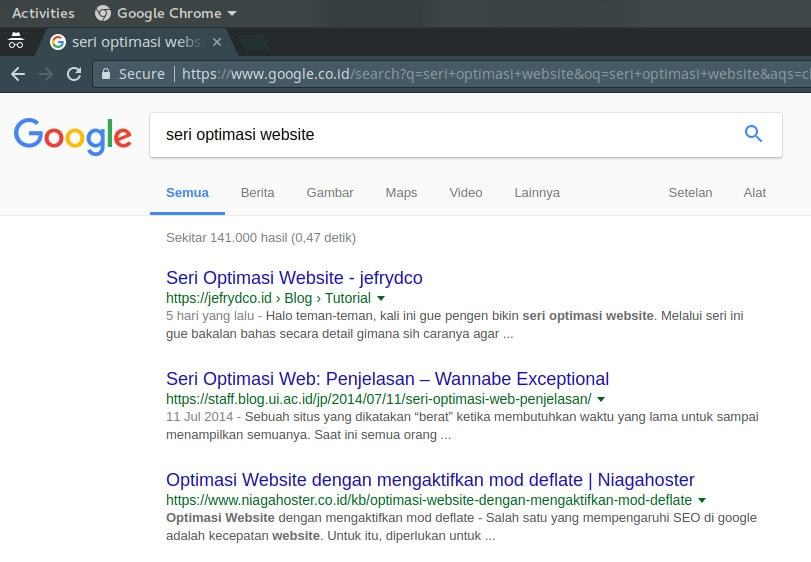 Activities Google Chrome
seri optimasi webs
Secure https://www.google.co.id/search?q=seri+optimasi+website&oq=seri+optimasi+website&aqs=c
Google seri optimasi website
Semua Berita Gambar Maps Video Lainnya Setelan Alat
Sekitar 141.000 hasil (0,47 detik)
Seri Optimasi Website - jefrydco
https://jefrydco.id › Blog › Tutorial
5 hari yang lalu - Halo teman-teman, kali ini gue pengen bikin seri optimasi website. Melalui seri ini
gue bakalan bahas secara detail gimana sih caranya agar ...
Seri Optimasi Web: Penjelasan – Wannabe Exceptional
https://staff.blog.ui.ac.id/jp/2014/07/11/seri-optimasi-web-penjelasan/
11 Jul 2014 - Sebuah situs yang dikatakan “berat” ketika membutuhkan waktu yang lama untuk sampai
menampilkan semuanya. Saat ini semua orang ...
Optimasi Website dengan mengaktifkan mod deflate | Niagahoster
https://www.niagahoster.co.id/kb/optimasi-website-dengan-mengaktifkan-mod-deflate
Optimasi Website dengan mengaktifkan mod deflate - Salah satu yang mempengaruhi SEO di google
adalah kecepatan website. Untuk itu, diperlukan untuk ...